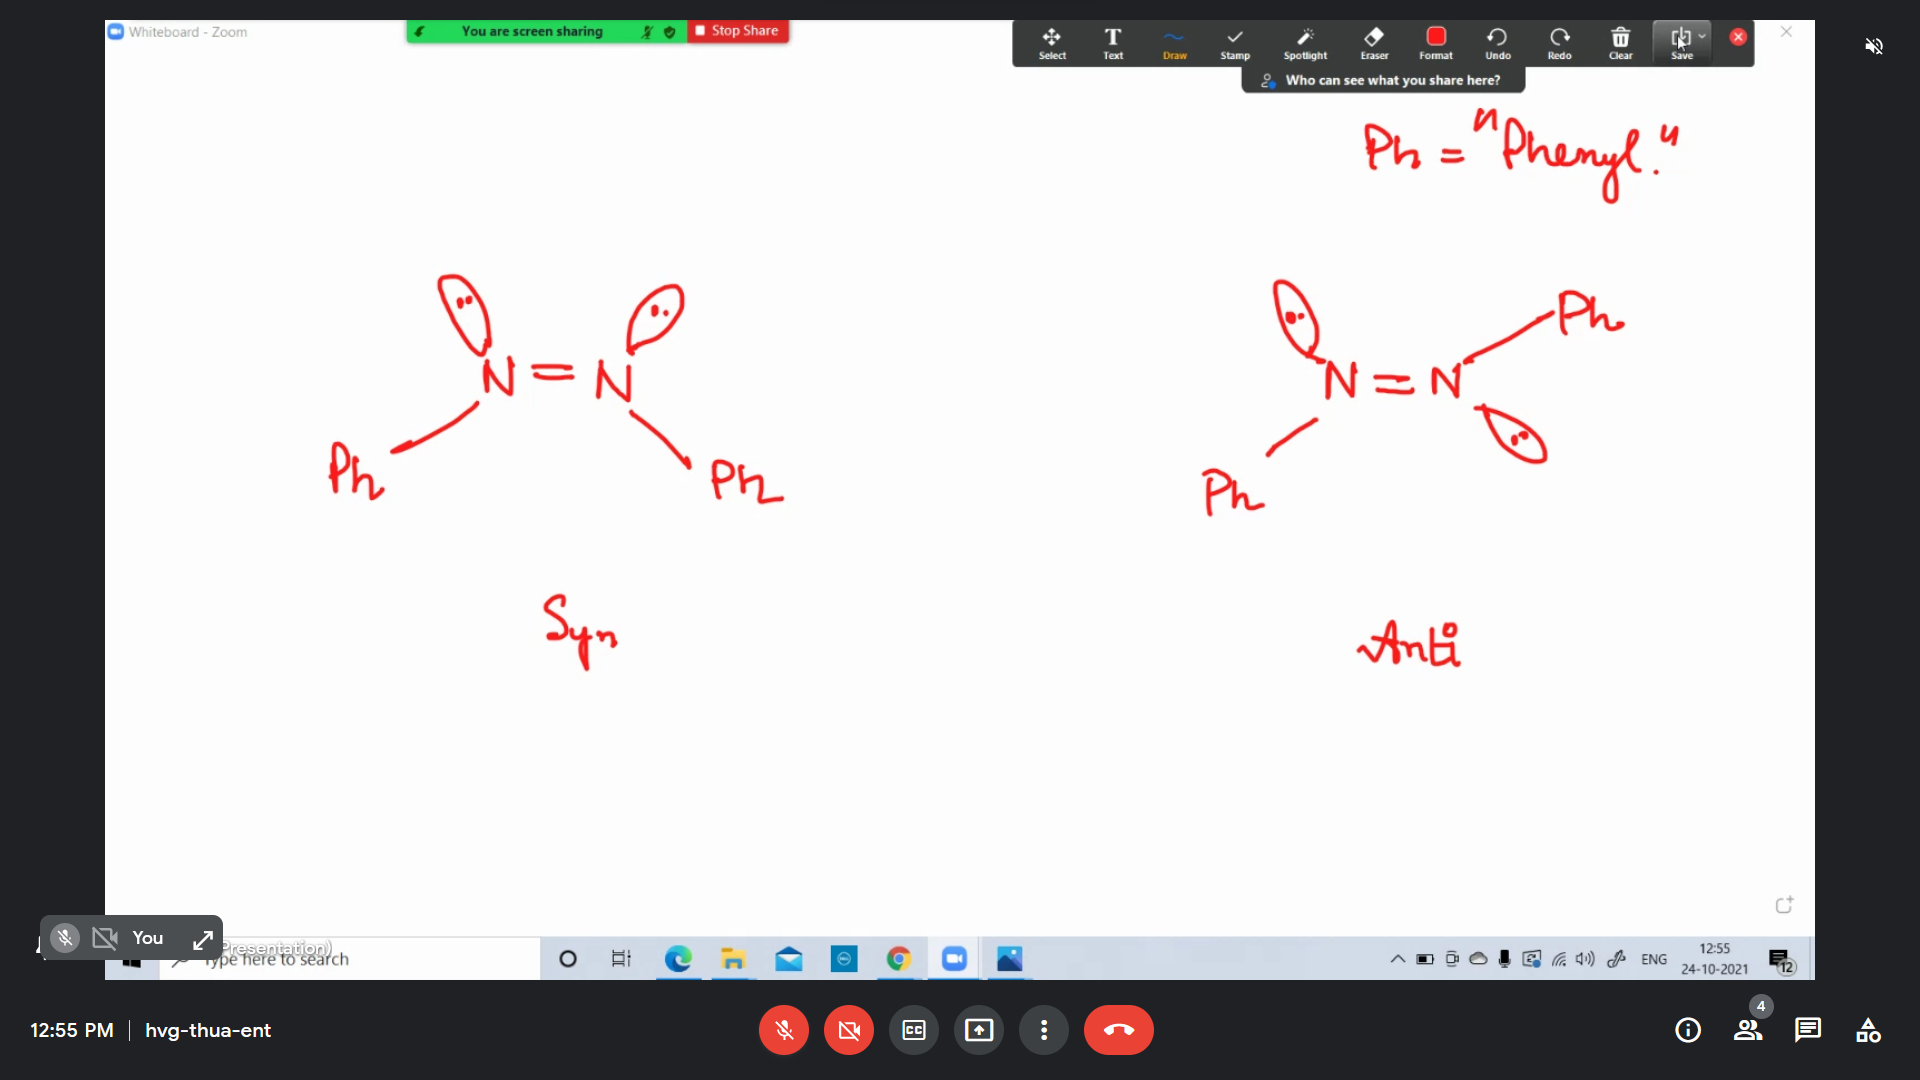 Whiteboard - Zoom
You are screen sharing
Stop Share
Select
Text
Draw
Stamp
Spotlight
Eraser
Format
Undo
Redo
Clear
Save
Who can see what you share here?
Ph = "Phenyl."
N = N
Ph
Ph
Ph
N = N
Ph
Syn
Anti
You
Presentation)
Type here to search
ENG
12:55
24-10-2021
12
12:55 PM
hvg-thua-ent
CC
4